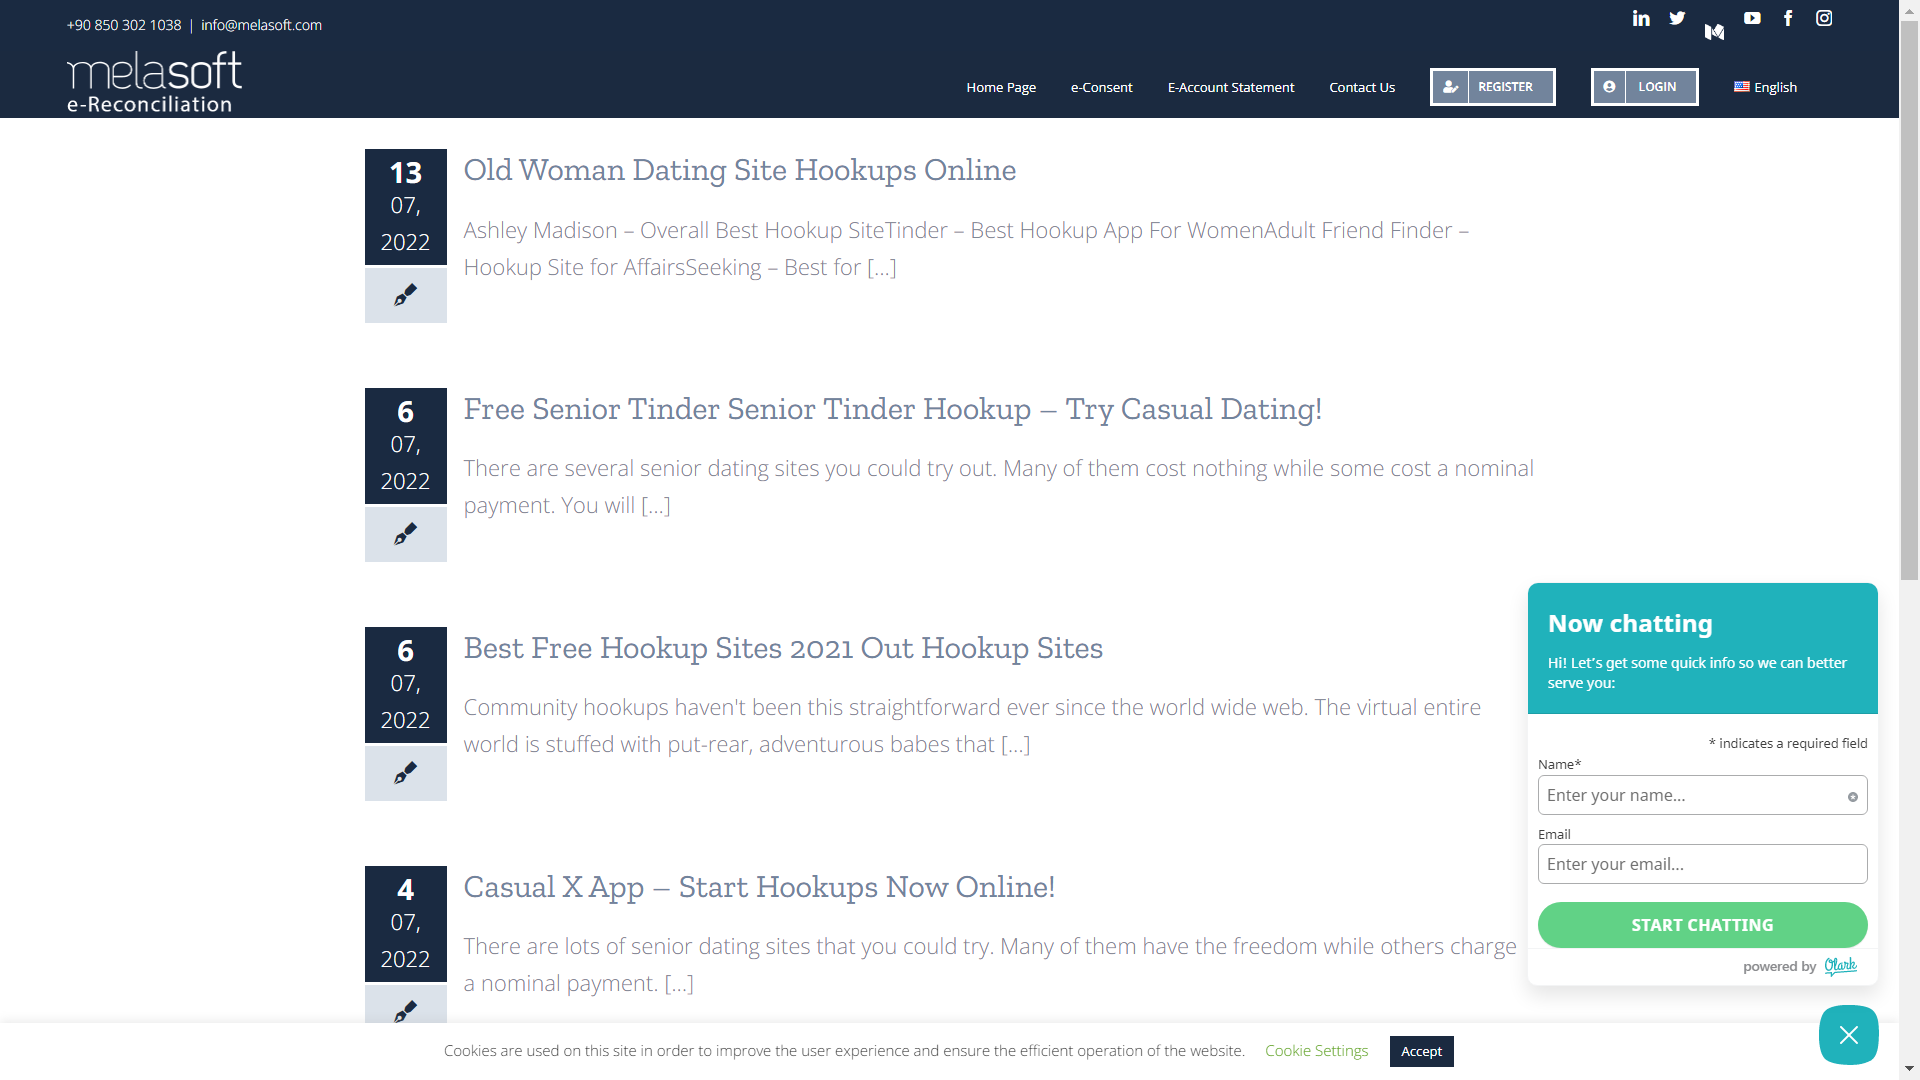 +90 850 302 1038 | info@melasoft.com
melasoft
e-Reconciliation
Home Page
e-Consent
E-Account Statement
Contact Us
REGISTER
LOGIN
English
13
07,
2022
Old Woman Dating Site Hookups Online
Ashley Madison – Overall Best Hookup SiteTinder – Best Hookup App For WomenAdult Friend Finder –
Hookup Site for AffairsSeeking – Best for [...]
6
07,
2022
Free Senior Tinder Senior Tinder Hookup – Try Casual Dating!
There are several senior dating sites you could try out. Many of them cost nothing while some cost a nominal
payment. You will [...]
6
07,
2022
Best Free Hookup Sites 2021 Out Hookup Sites
Community hookups haven't been this straightforward ever since the world wide web. The virtual entire
world is stuffed with put-rear, adventurous babes that [...]
4
07,
2022
Casual X App – Start Hookups Now Online!
There are lots of senior dating sites that you could try. Many of them have the freedom while others charge
a nominal payment. [...]
Now chatting
Hi! Let's get some quick info so we can better
serve you:
* indicates a required field
Name*
Enter your name...
Email
Enter your email...
START CHATTING
powered by Olark
Cookies are used on this site in order to improve the user experience and ensure the efficient operation of the website.
Cookie Settings
Accept